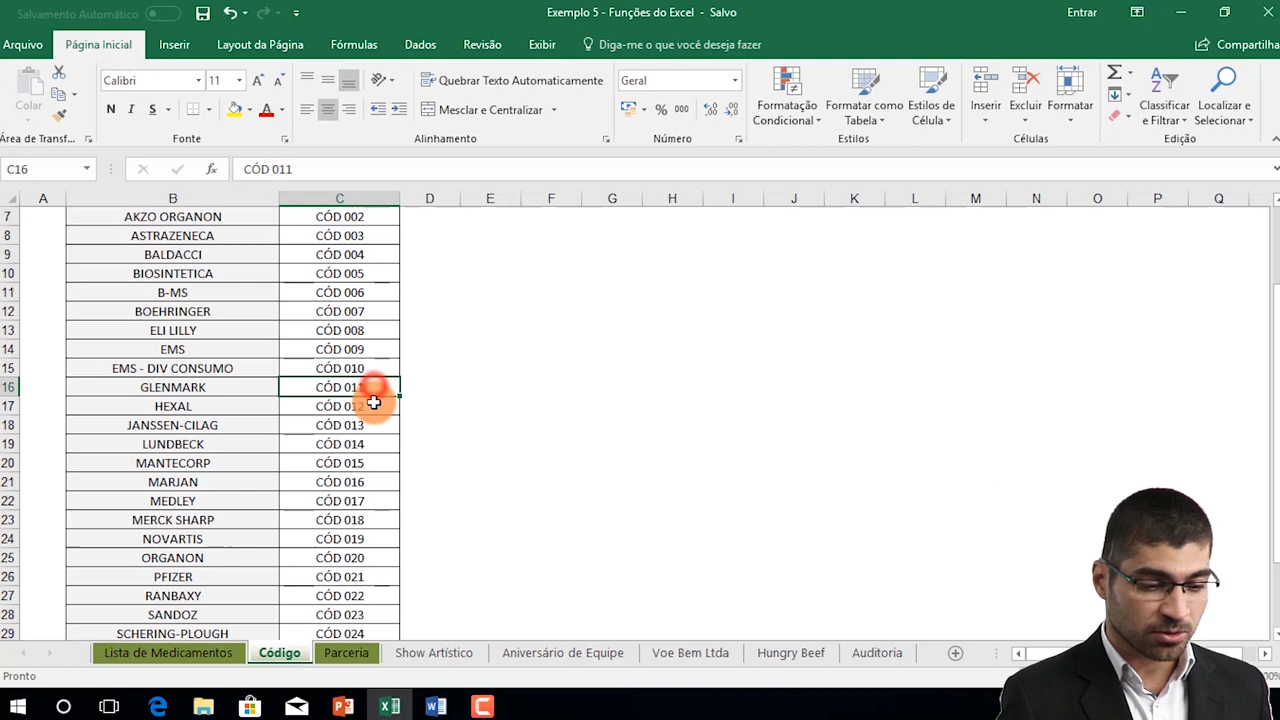 Salvamento Automático
Exemplo 5 - Funções do Excel - Salvo
Entrar
Arquivo Página Inicial Inserir Layout da Página Fórmulas Dados Revisão Exibir Diga-me o que você deseja fazer Compartilha
Colar
Calibri 11
N I S
Quebrar Texto Automaticamente
Mesclar e Centralizar
Geral
% 000
Formatação Condicional
Formatar como Tabela
Estilos de Célula
Inserir
Excluir
Formatar
Classificar e Filtrar
Localizar e Selecionar
Área de Transf... Fonte Alinhamento Número Estilos Células Edição
C16 fx CÓD 011
A B C D E F G H I J K L M N O P Q
7 AKZO ORGANON CÓD 002
8 ASTRAZENECA CÓD 003
9 BALDACCI CÓD 004
10 BIOSINTETICA CÓD 005
11 B-MS CÓD 006
12 BOEHRINGER CÓD 007
13 ELI LILLY CÓD 008
14 EMS CÓD 009
15 EMS - DIV CONSUMO CÓD 010
16 GLENMARK CÓD 011
17 HEXAL CÓD 012
18 JANSSEN-CILAG CÓD 013
19 LUNDBECK CÓD 014
20 MANTECORP CÓD 015
21 MARJAN CÓD 016
22 MEDLEY CÓD 017
23 MERCK SHARP CÓD 018
24 NOVARTIS CÓD 019
25 ORGANON CÓD 020
26 PFIZER CÓD 021
27 RANBAXY CÓD 022
28 SANDOZ CÓD 023
29 SCHERING-PLOUGH CÓD 024
Lista de Medicamentos Código Parceria Show Artístico Aniversário de Equipe Voe Bem Ltda Hungry Beef Auditoria
Pronto